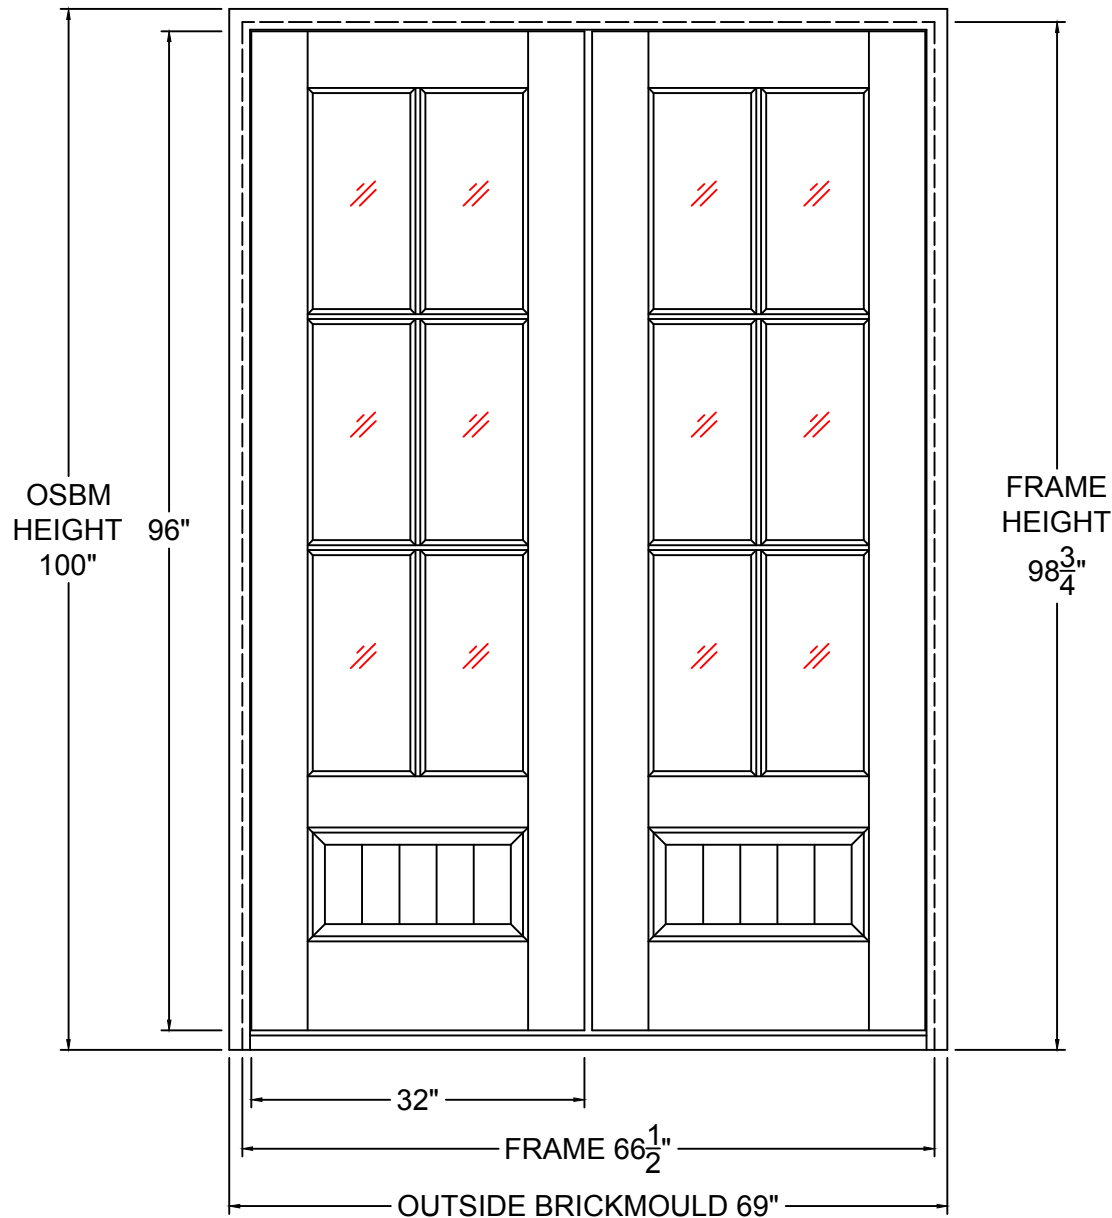 OSBM
HEIGHT
100"
96"
FRAME
HEIGHT
98 3/4"
32"
FRAME 66 1/2"
OUTSIDE BRICKMOULD 69"